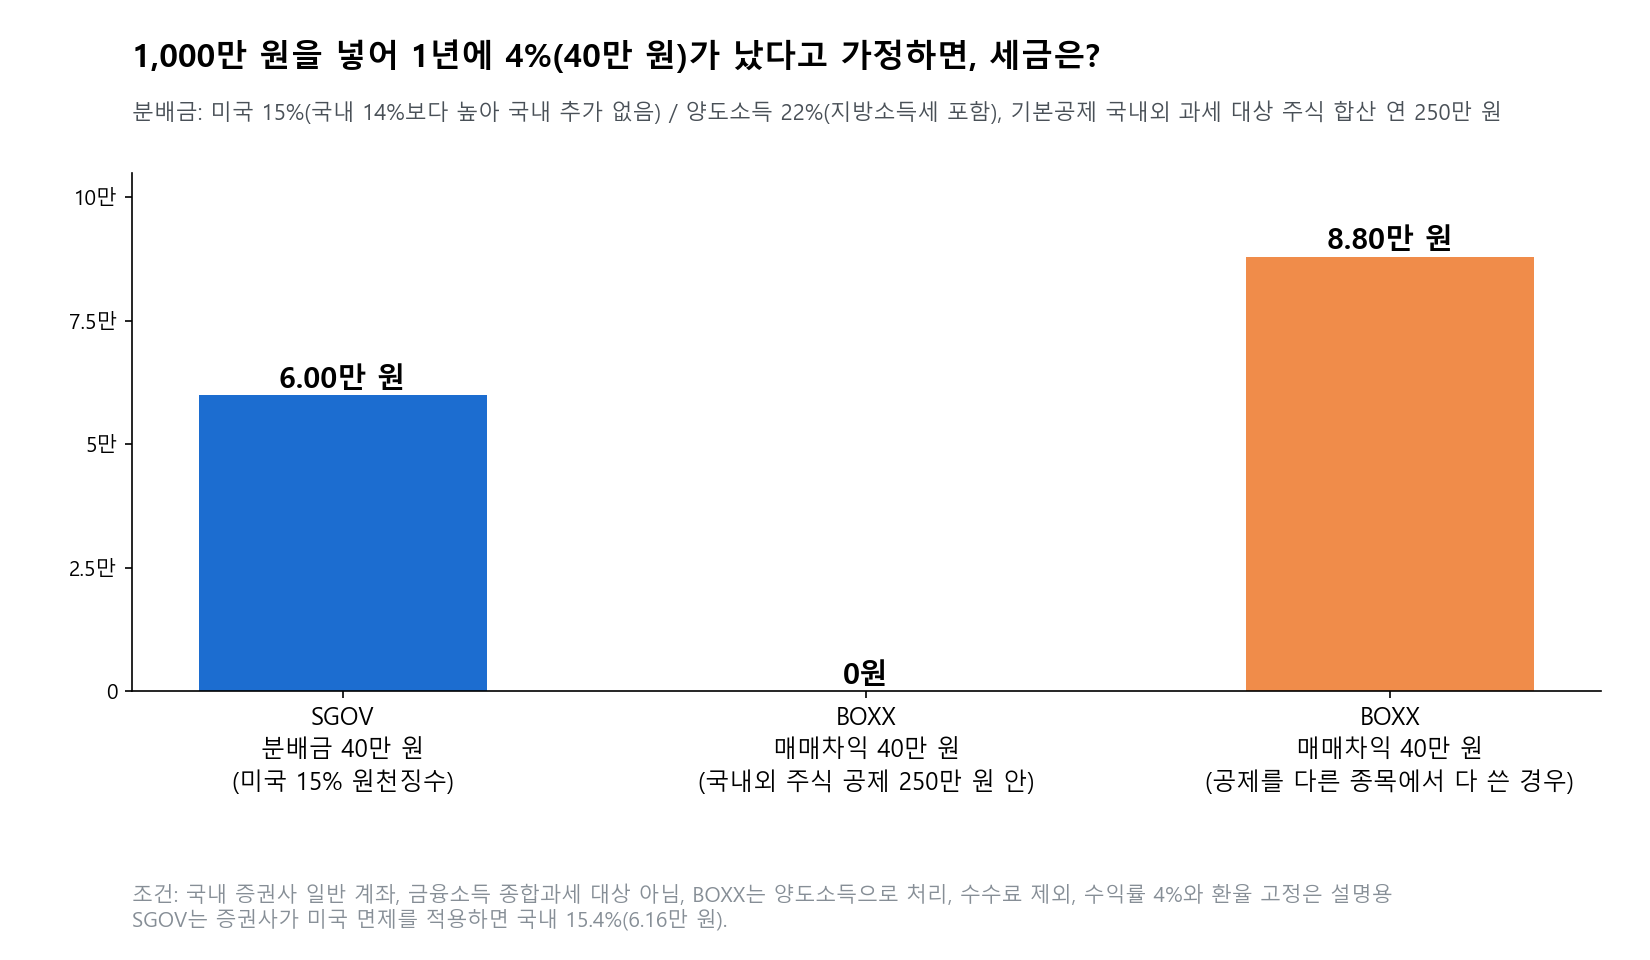 1,000만 원을 넣어 1년에 4%(40만 원)가 났다고 가정하면, 세금은?
분배금: 미국 15%(국내 14%보다 높아 국내 추가 없음) / 양도소득 22%(지방소득세 포함), 기본공제 국내외 과세 대상 주식 합산 연 250만 원
10만
7.5만
5만
2.5만
0
6.00만 원
0원
8.80만 원
SGOV
분배금 40만 원
(미국 15% 원천징수)
BOXX
매매차익 40만 원
(국내외 주식 공제 250만 원 안)
BOXX
매매차익 40만 원
(공제를 다른 종목에서 다 쓴 경우)
조건: 국내 증권사 일반 계좌, 금융소득 종합과세 대상 아님, BOXX는 양도소득으로 처리, 수수료 제외, 수익률 4%와 환율 고정은 설명용
SGOV는 증권사가 미국 면제를 적용하면 국내 15.4%(6.16만 원).